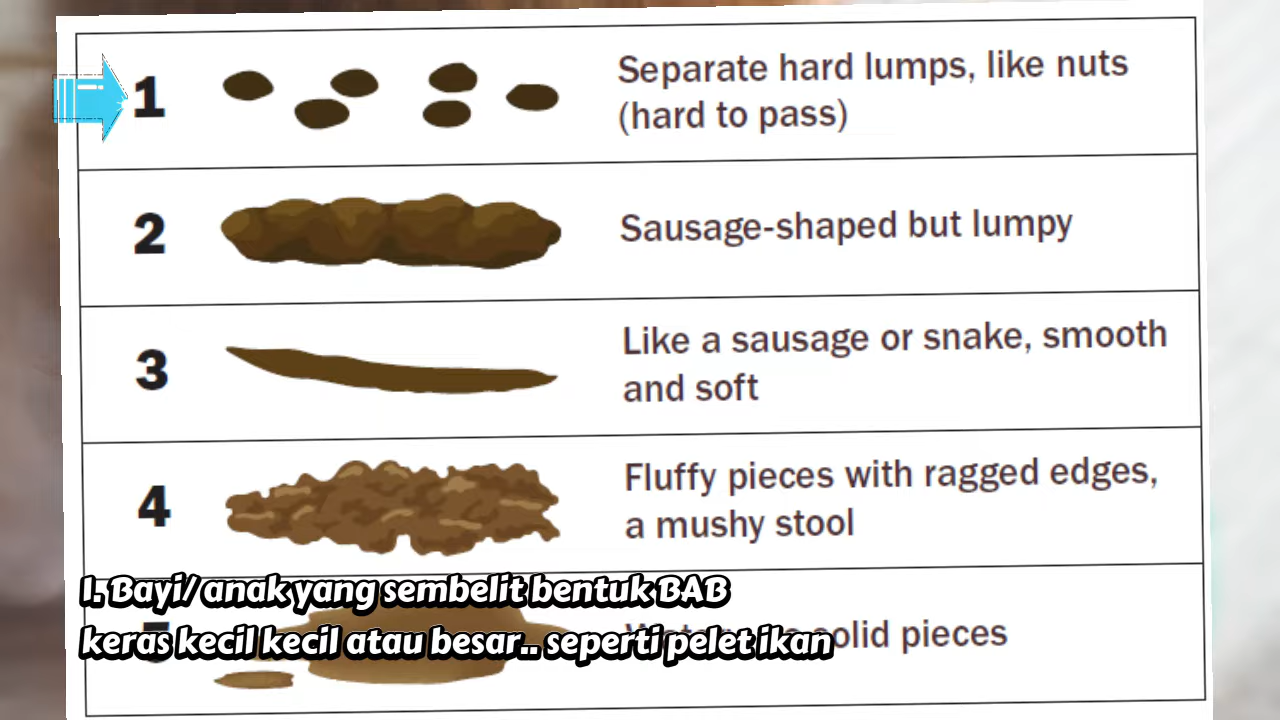 1
Separate hard lumps, like nuts
(hard to pass)
2
Sausage-shaped but lumpy
3
Like a sausage or snake, smooth
and soft
4
Fluffy pieces with ragged edges,
a mushy stool
1. Bayi/anak yang sembelit bentuk BAB
keras kecil kecil atau besar.. seperti pelet ikan
5
solid pieces